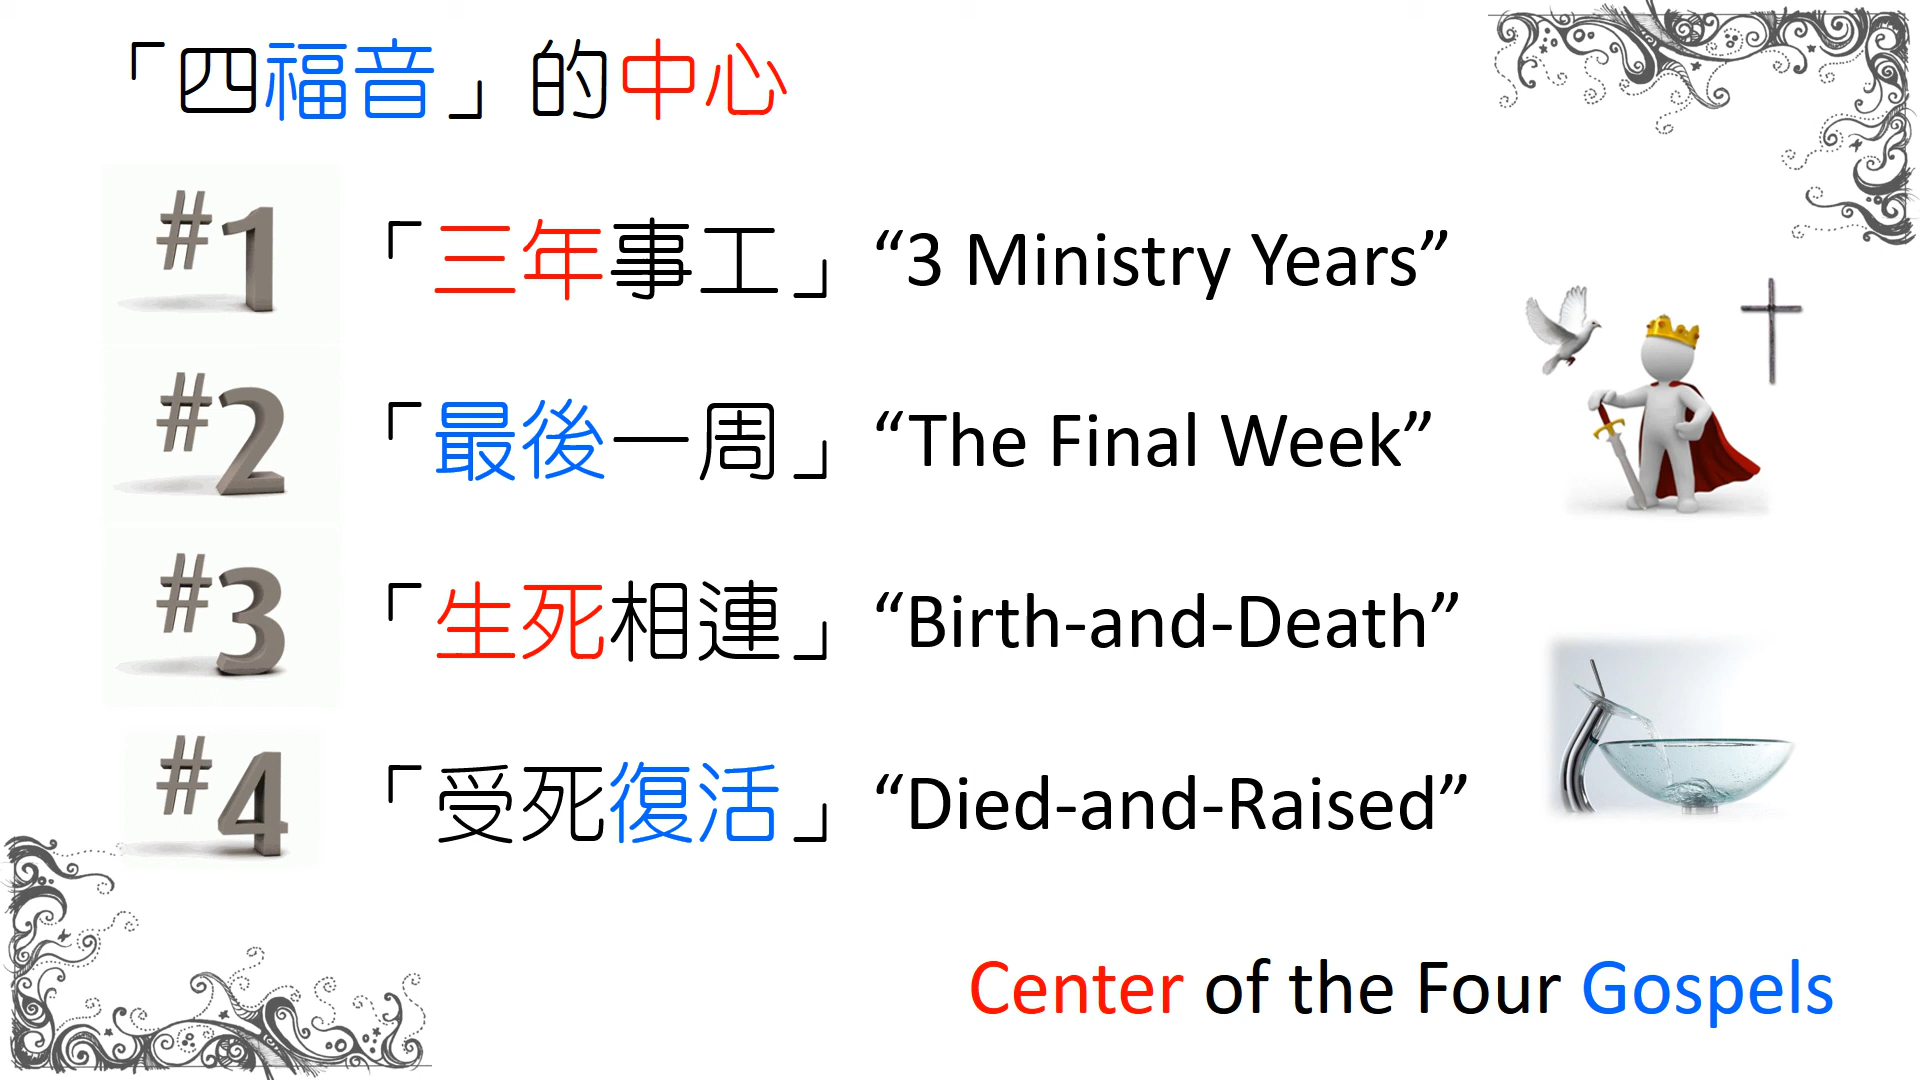 「四福音」的中心
#1 「三年事工」“3 Ministry Years”
#2 「最後一周」“The Final Week”
#3 「生死相連」“Birth-and-Death”
#4 「受死復活」“Died-and-Raised”
Center of the Four Gospels